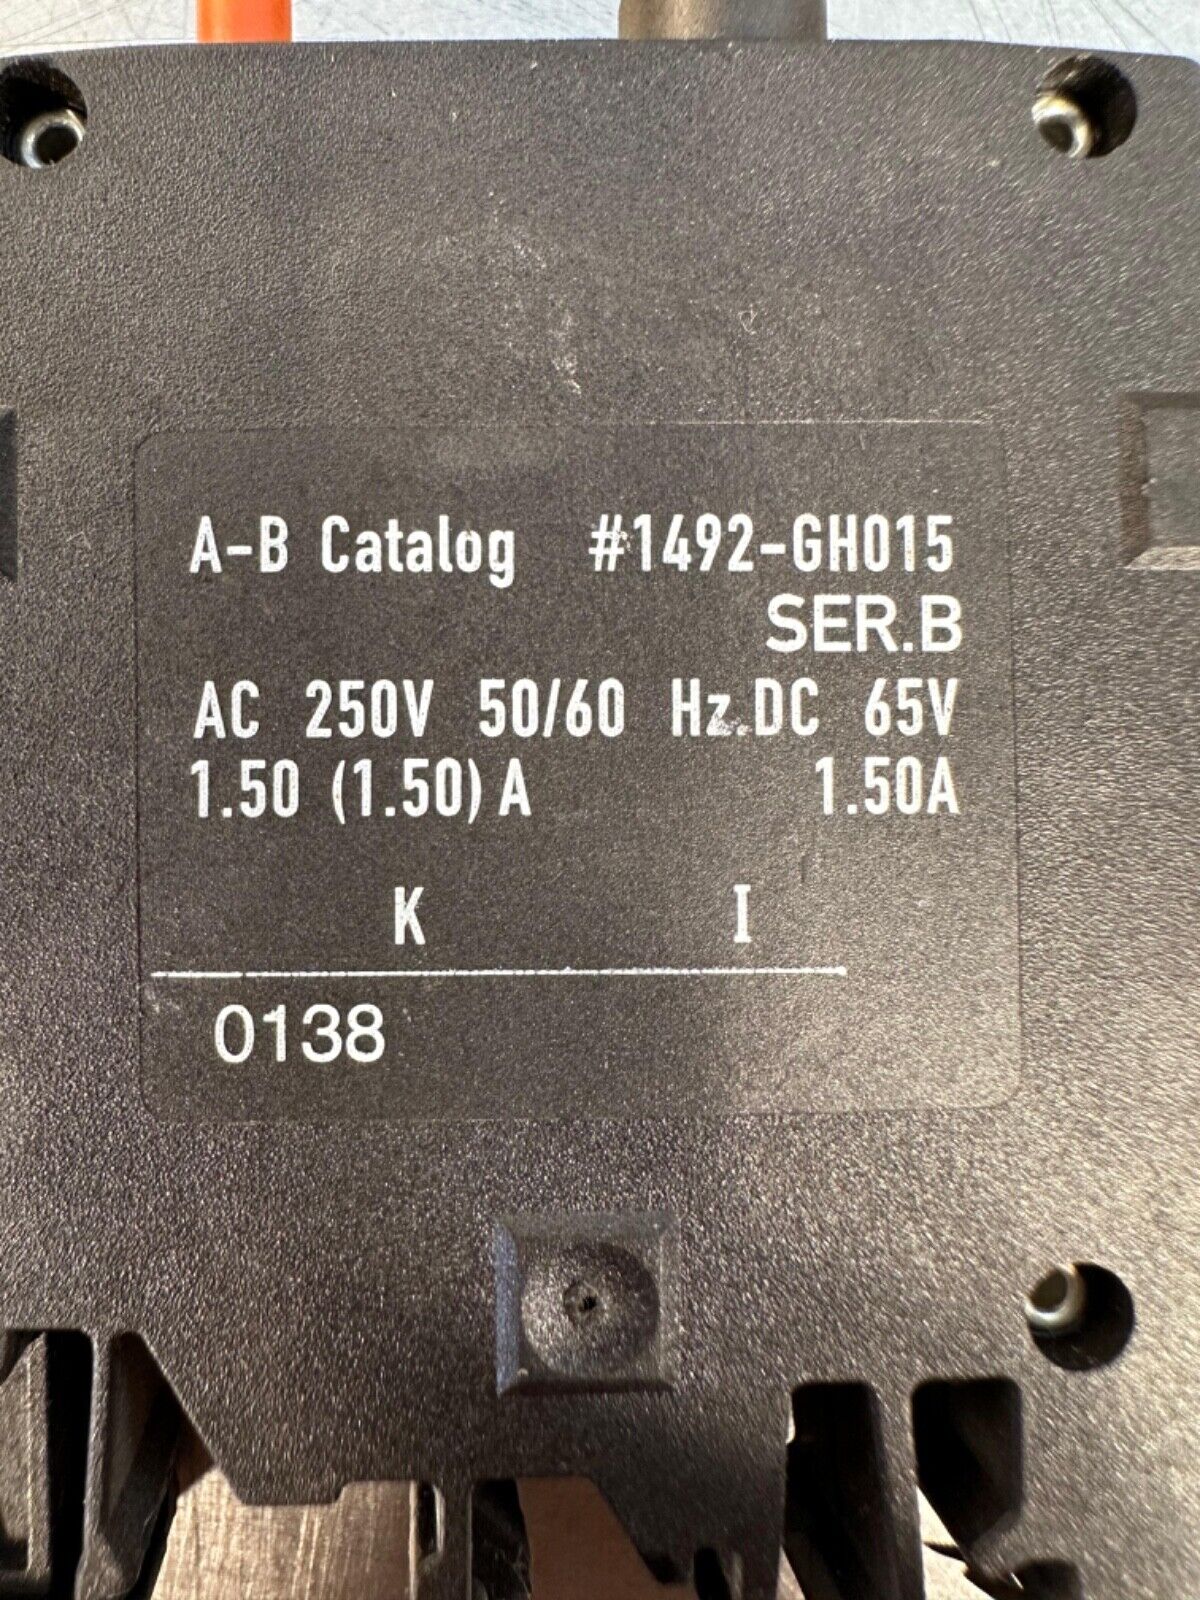 A-B Catalog #1492-GH015
SER.B
AC 250V 50/60 Hz.DC 65V
1.50 (1.50) A 1.50A
K I
0138